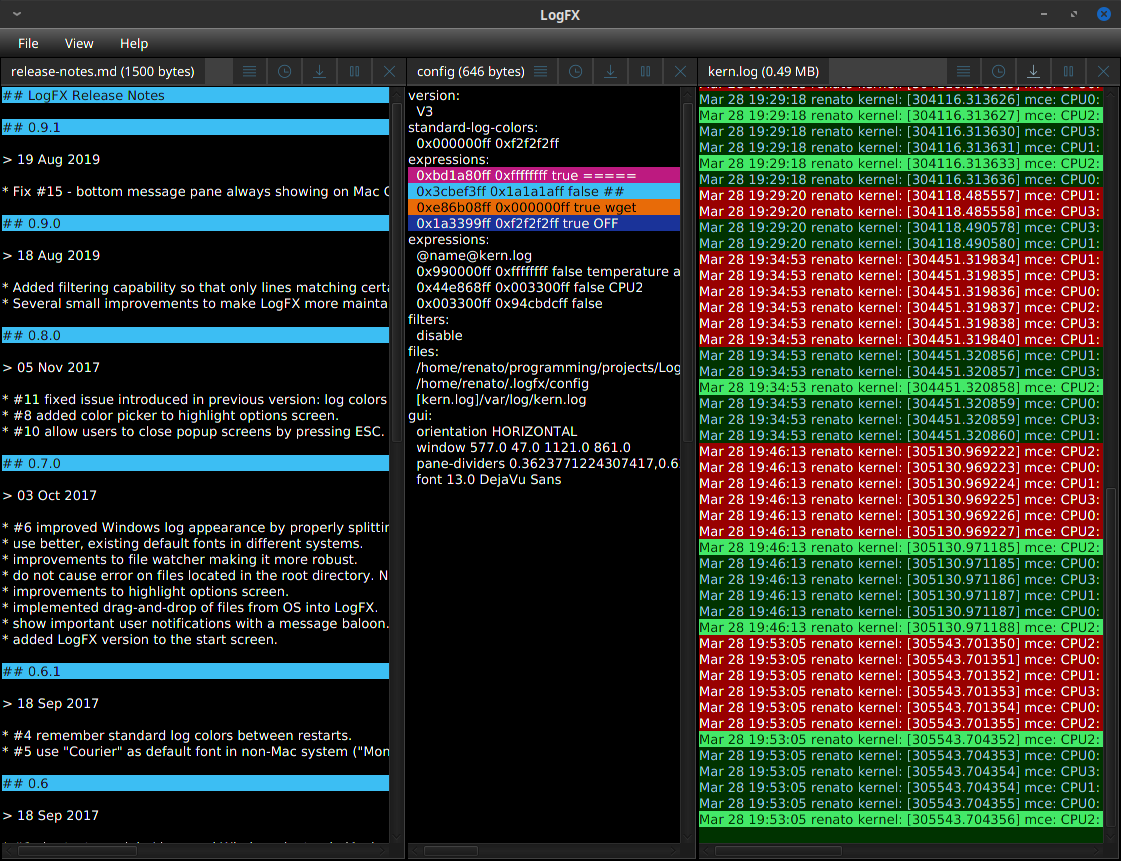 LogFX
File View Help
release-notes.md (1500 bytes)
## LogFX Release Notes
## 0.9.1
> 19 Aug 2019
* Fix #15 - bottom message pane always showing on Mac
## 0.9.0
> 18 Aug 2019
* Added filtering capability so that only lines matching
* Several small improvements to make LogFX more
## 0.8.0
> 05 Nov 2017
* #11 fixed issue introduced in previous version: log colors
* #8 added color picker to highlight options screen.
* #10 allow users to close popup screens by pressing ESC.
## 0.7.0
> 03 Oct 2017
* #6 improved Windows log appearance by properly
* use better, existing default fonts in different systems.
* improvements to file watcher making it more robust.
* do not cause error on files located in the root directory. N
* improvements to highlight options screen.
* implemented drag-and-drop of files from OS into LogFX.
* show important user notifications with a message baloon.
* added LogFX version to the start screen.
## 0.6.1
> 18 Sep 2017
* #4 remember standard log colors between restarts.
* #5 use "Courier" as default font in non-Mac system ("Mon
## 0.6
> 18 Sep 2017
config (646 bytes)
version:
V3
standard-log-colors:
0x000000ff 0xf2f2f2ff
expressions:
0xbd1a80ff 0xffffffff true =====
0x3cbef3ff 0x1a1a1aff false ##
0xe86b08ff 0x000000ff true wget
0x1a3399ff 0xf2f2f2ff true OFF
expressions:
@name@kern.log
0x990000ff 0xffffffff false temperature a
0x44e868ff 0x003300ff false CPU2
0x003300ff 0x94cbdcff false
filters:
disable
files:
/home/renato/programming/projects/Log
/home/renato/.logfx/config
[kern.log]/var/log/kern.log
gui:
orientation HORIZONTAL
window 577.0 47.0 1121.0 861.0
pane-dividers 0.3623771224307417,0.6
font 13.0 DejaVu Sans
kern.log (0.49 MB)
Mar 28 19:29:18 renato kernel: [304116.313626] mce: CPU0:
Mar 28 19:29:18 renato kernel: [304116.313627] mce: CPU2:
Mar 28 19:29:18 renato kernel: [304116.313630] mce: CPU3:
Mar 28 19:29:18 renato kernel: [304116.313631] mce: CPU1:
Mar 28 19:29:18 renato kernel: [304116.313633] mce: CPU2:
Mar 28 19:29:18 renato kernel: [304116.313636] mce: CPU0:
Mar 28 19:29:20 renato kernel: [304118.485557] mce: CPU1:
Mar 28 19:29:20 renato kernel: [304118.485558] mce: CPU3:
Mar 28 19:29:20 renato kernel: [304118.490578] mce: CPU3:
Mar 28 19:29:20 renato kernel: [304118.490580] mce: CPU1:
Mar 28 19:34:53 renato kernel: [304451.319834] mce: CPU1:
Mar 28 19:34:53 renato kernel: [304451.319835] mce: CPU3:
Mar 28 19:34:53 renato kernel: [304451.319836] mce: CPU0:
Mar 28 19:34:53 renato kernel: [304451.319837] mce: CPU2:
Mar 28 19:34:53 renato kernel: [304451.319838] mce: CPU3:
Mar 28 19:34:53 renato kernel: [304451.319840] mce: CPU1:
Mar 28 19:34:53 renato kernel: [304451.320856] mce: CPU1:
Mar 28 19:34:53 renato kernel: [304451.320857] mce: CPU3:
Mar 28 19:34:53 renato kernel: [304451.320858] mce: CPU2:
Mar 28 19:34:53 renato kernel: [304451.320859] mce: CPU0:
Mar 28 19:34:53 renato kernel: [304451.320859] mce: CPU3:
Mar 28 19:34:53 renato kernel: [304451.320860] mce: CPU1:
Mar 28 19:46:13 renato kernel: [305130.969222] mce: CPU2:
Mar 28 19:46:13 renato kernel: [305130.969223] mce: CPU0:
Mar 28 19:46:13 renato kernel: [305130.969224] mce: CPU1:
Mar 28 19:46:13 renato kernel: [305130.969225] mce: CPU3:
Mar 28 19:46:13 renato kernel: [305130.969226] mce: CPU0:
Mar 28 19:46:13 renato kernel: [305130.969227] mce: CPU2:
Mar 28 19:46:13 renato kernel: [305130.971185] mce: CPU2:
Mar 28 19:46:13 renato kernel: [305130.971185] mce: CPU0:
Mar 28 19:46:13 renato kernel: [305130.971186] mce: CPU3:
Mar 28 19:46:13 renato kernel: [305130.971187] mce: CPU1:
Mar 28 19:46:13 renato kernel: [305130.971187] mce: CPU0:
Mar 28 19:46:13 renato kernel: [305130.971188] mce: CPU2:
Mar 28 19:53:05 renato kernel: [305543.701350] mce: CPU2:
Mar 28 19:53:05 renato kernel: [305543.701351] mce: CPU0:
Mar 28 19:53:05 renato kernel: [305543.701352] mce: CPU1:
Mar 28 19:53:05 renato kernel: [305543.701353] mce: CPU3:
Mar 28 19:53:05 renato kernel: [305543.701354] mce: CPU0:
Mar 28 19:53:05 renato kernel: [305543.701355] mce: CPU2:
Mar 28 19:53:05 renato kernel: [305543.704352] mce: CPU2:
Mar 28 19:53:05 renato kernel: [305543.704353] mce: CPU0:
Mar 28 19:53:05 renato kernel: [305543.704354] mce: CPU3:
Mar 28 19:53:05 renato kernel: [305543.704354] mce: CPU1:
Mar 28 19:53:05 renato kernel: [305543.704355] mce: CPU0:
Mar 28 19:53:05 renato kernel: [305543.704356] mce: CPU2: